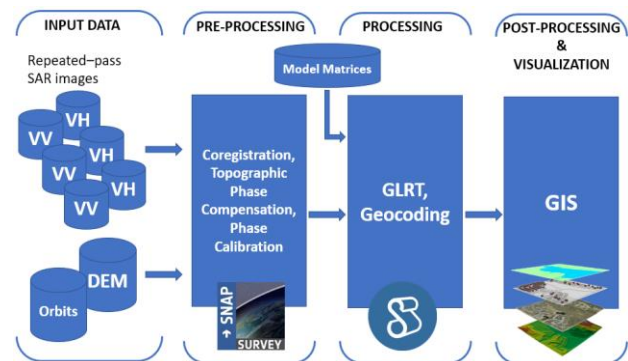 INPUT DATA
PRE-PROCESSING
PROCESSING
POST-PROCESSING
&
VISUALIZATION
Repeated–pass
SAR images
VH
VV
VH
VV
VH
VV
DEM
Orbits
Coregistration,
Topographic
Phase
Compensation,
Phase
Calibration
SNAP
SURVEY
Model Matrices
GLRT,
Geocoding
GIS